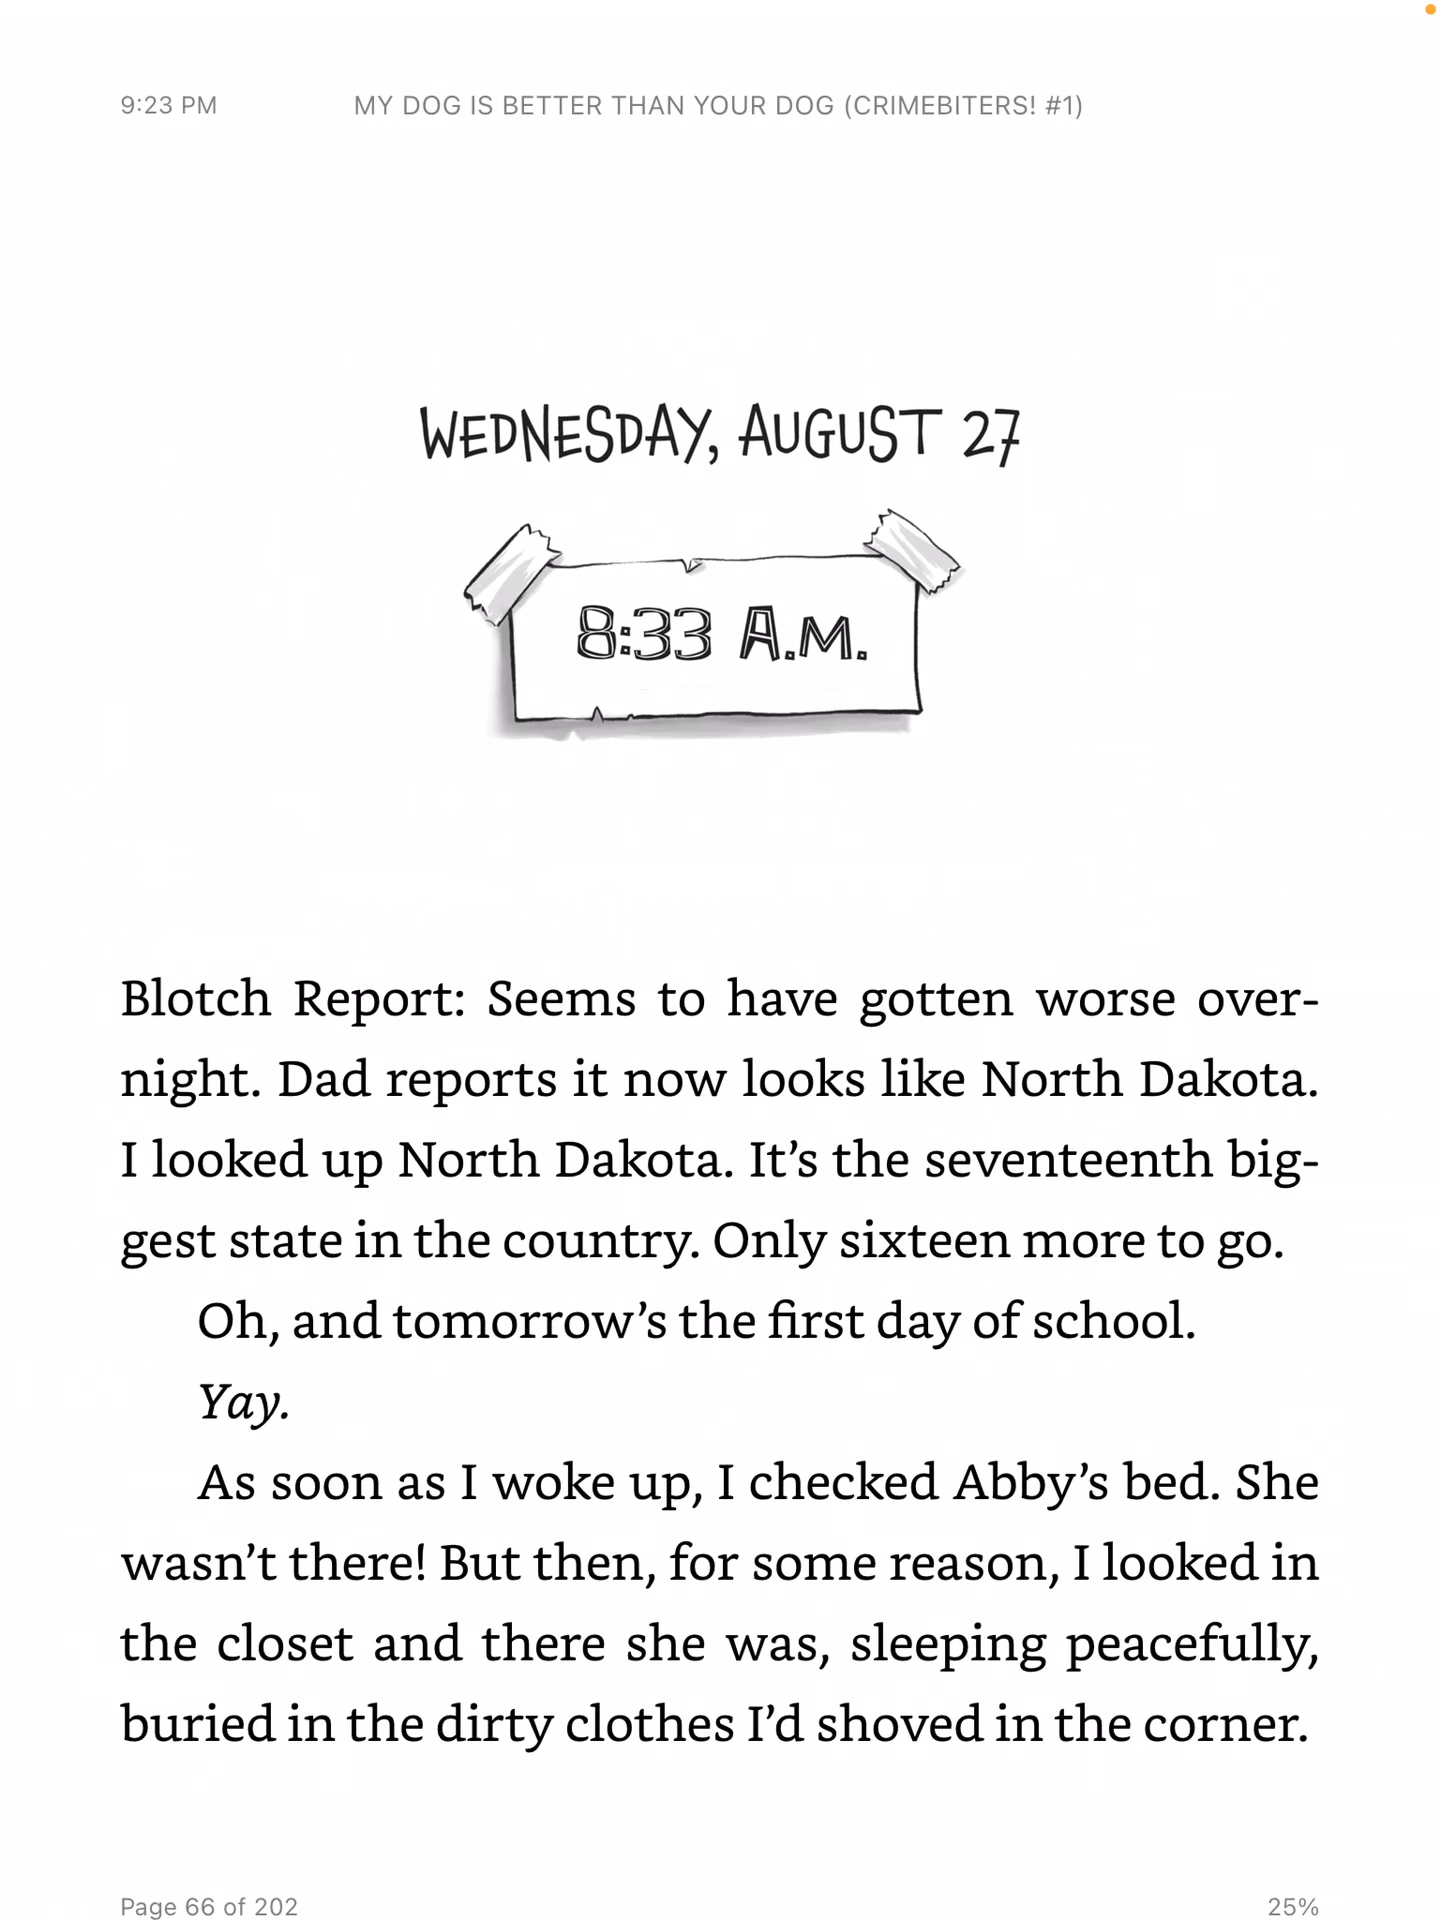 9:23 PM MY DOG IS BETTER THAN YOUR DOG (CRIMEBITERS! #1)
WEDNESDAY, AUGUST 27
8:33 A.M.
Blotch Report: Seems to have gotten worse over-
night. Dad reports it now looks like North Dakota.
I looked up North Dakota. It’s the seventeenth big-
gest state in the country. Only sixteen more to go.
Oh, and tomorrow’s the first day of school.
Yay.
As soon as I woke up, I checked Abby’s bed. She
wasn’t there! But then, for some reason, I looked in
the closet and there she was, sleeping peacefully,
buried in the dirty clothes I’d shoved in the corner.
Page 66 of 202 25%